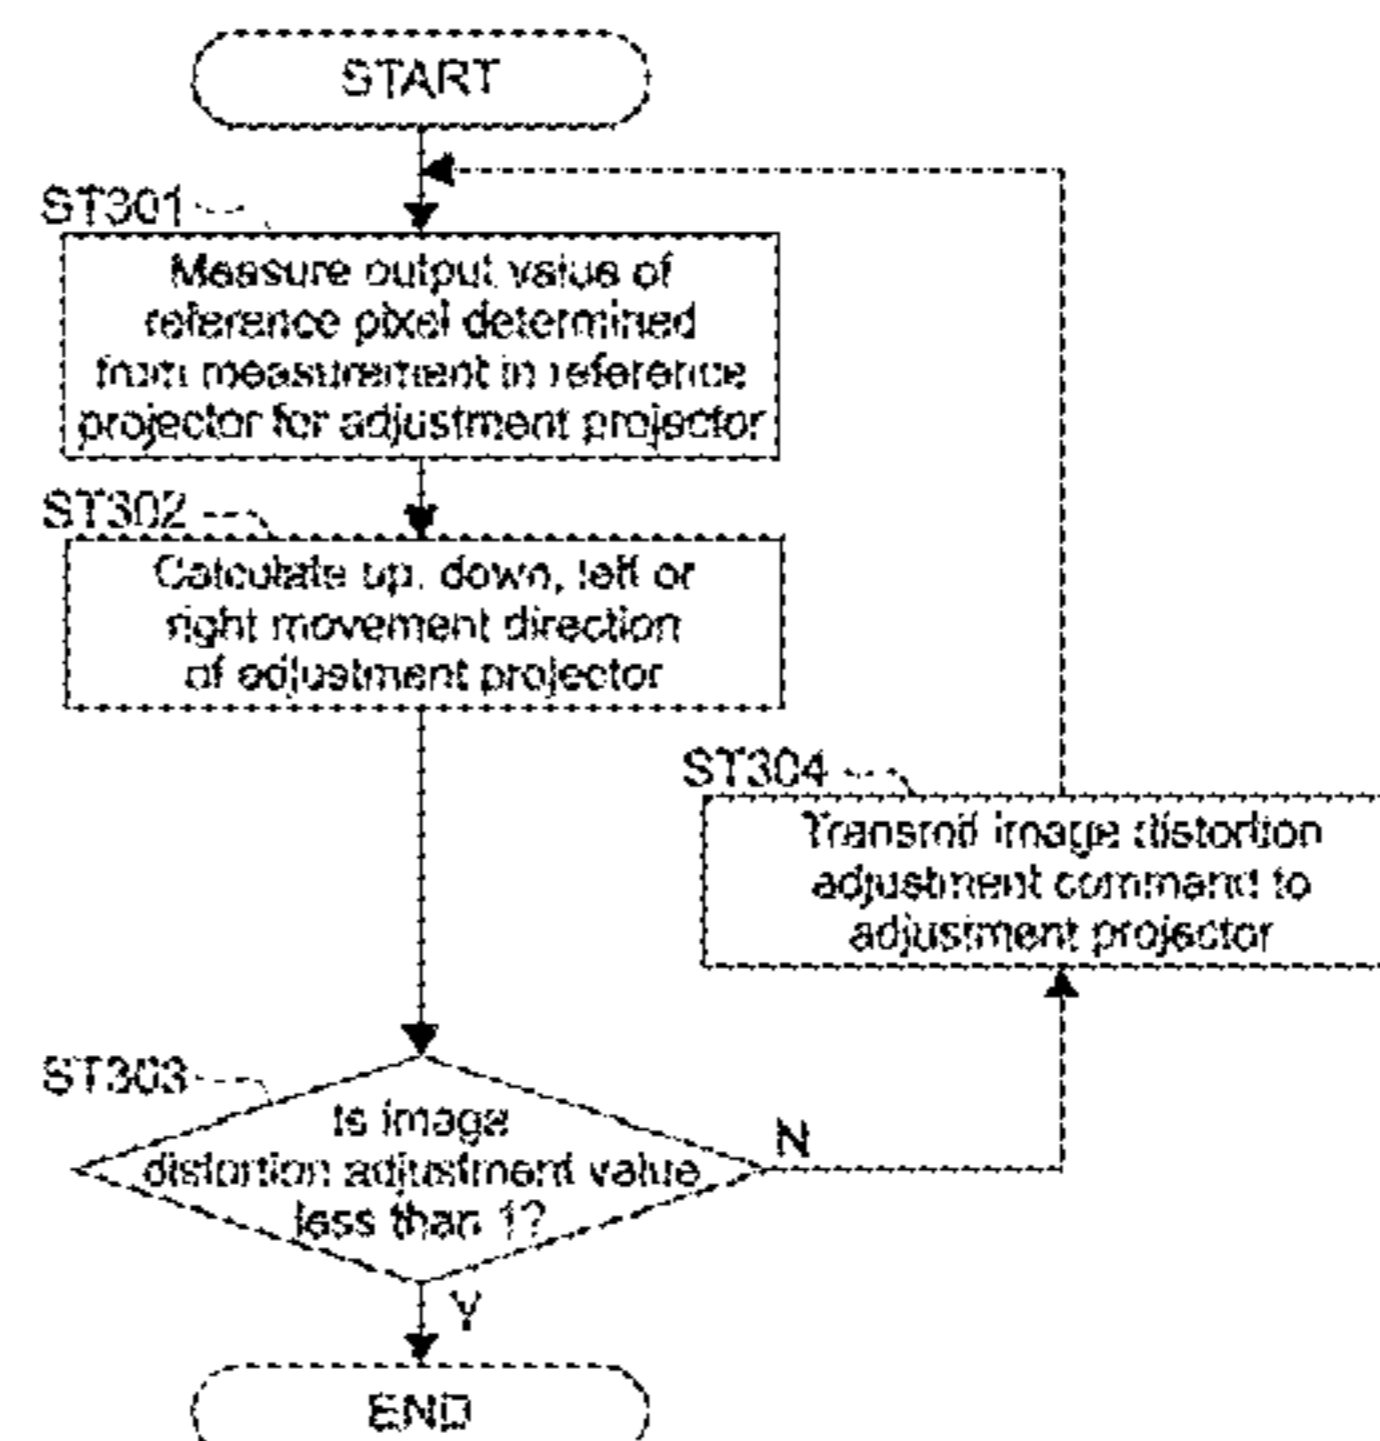 START
ST301
Measure output value of
reference pixel determined
from measurement in reference
projector for adjustment projector
ST302
Calculate up, down, left or
right movement direction
of adjustment projector
ST304
Transmit image distortion
adjustment command to
adjustment projector
ST303
Is image
distortion adjustment value
less than 1?
N
Y
END